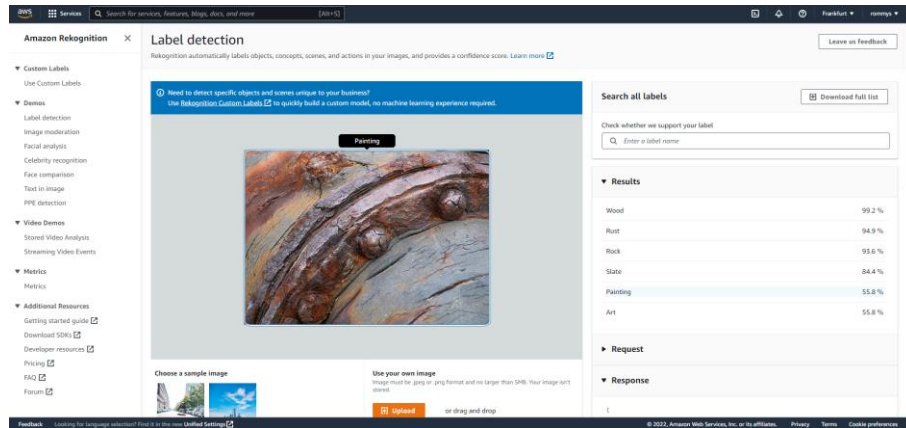 aws
Services
Search for services, features, blogs, docs, and more
[Alt+S]
Frankfurt
rommys
Amazon Rekognition
Custom Labels
Use Custom Labels
Demos
Label detection
Image moderation
Facial analysis
Celebrity recognition
Face comparison
Text in image
PPE detection
Video Demos
Stored Video Analysis
Streaming Video Events
Metrics
Metrics
Additional Resources
Getting started guide
Download SDKs
Developer resources
Pricing
FAQ
Forum
Label detection
Rekognition automatically labels objects, concepts, scenes, and actions in your images, and provides a confidence score. Learn more
Leave us feedback
Need to detect specific objects and scenes unique to your business?
Use Rekognition Custom Labels to quickly build a custom model, no machine learning experience required.
Painting
Choose a sample image
Use your own image
Image must be .jpeg or .png format and no larger than 5MB. Your image isn't
stored.
Upload
or drag and drop
Search all labels
Download full list
Check whether we support your label
Enter a label name
Results
Wood 99.2 %
Rust 94.9 %
Rock 93.6 %
Slate 84.4 %
Painting 55.8 %
Art 55.8 %
Request
Response
{
Feedback
Looking for language selection? Find it in the new Unified Settings
© 2022, Amazon Web Services, Inc. or its affiliates.
Privacy
Terms
Cookie preferences